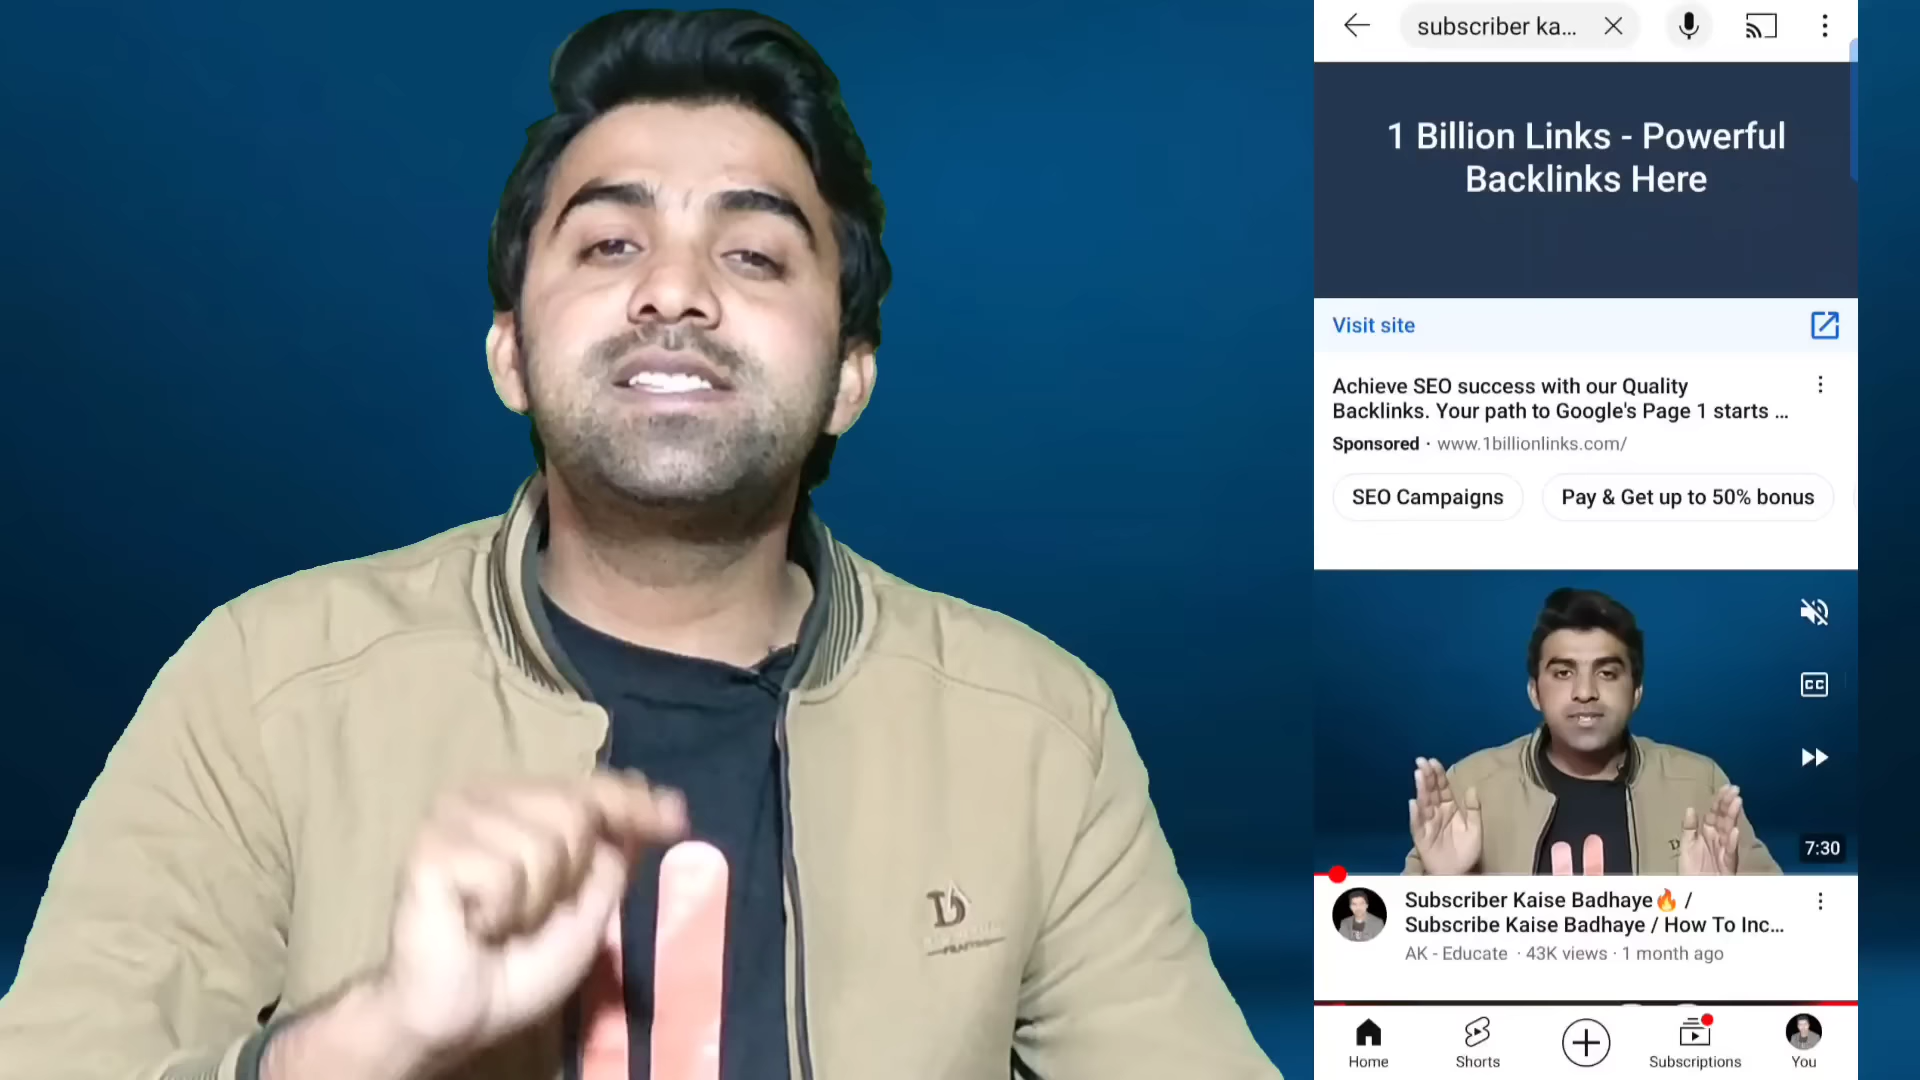 subscriber ka...
1 Billion Links - Powerful
Backlinks Here
Visit site
Achieve SEO success with our Quality
Backlinks. Your path to Google's Page 1 starts ...
Sponsored · www.1billionlinks.com/
SEO Campaigns
Pay & Get up to 50% bonus
CC
7:30
Subscriber Kaise Badhaye🔥 /
Subscribe Kaise Badhaye / How To Inc...
AK - Educate · 43K views · 1 month ago
Home
Shorts
Subscriptions
You